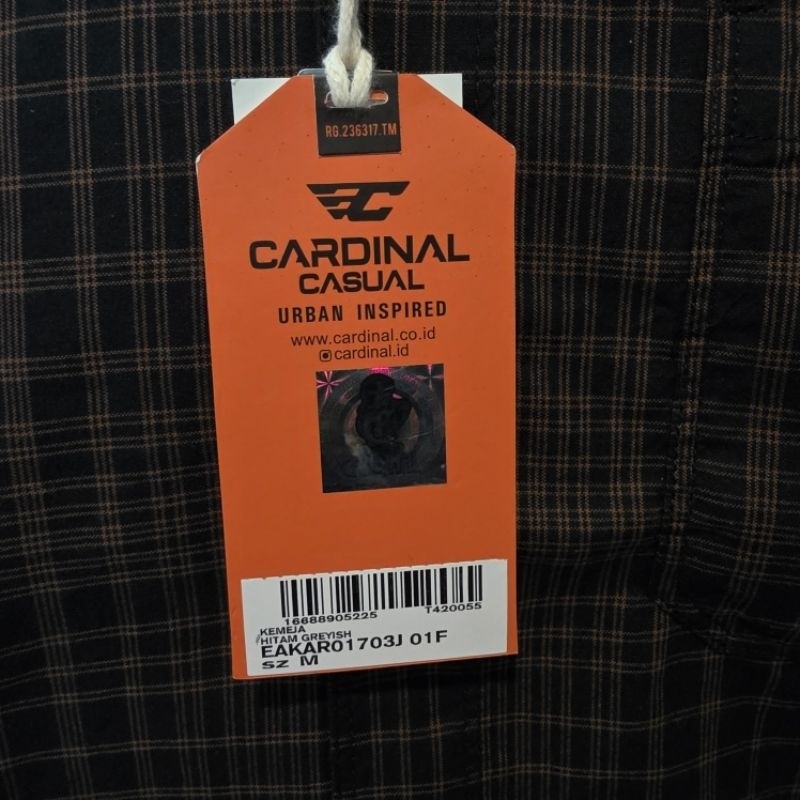 RG.236317.TM
CARDINAL
CASUAL
URBAN INSPIRED
www.cardinal.co.id
cardinal.id
16688905225 T420055
KEMEJA
HITAM GREYISH
EAKAR01703J 01F
SZ M